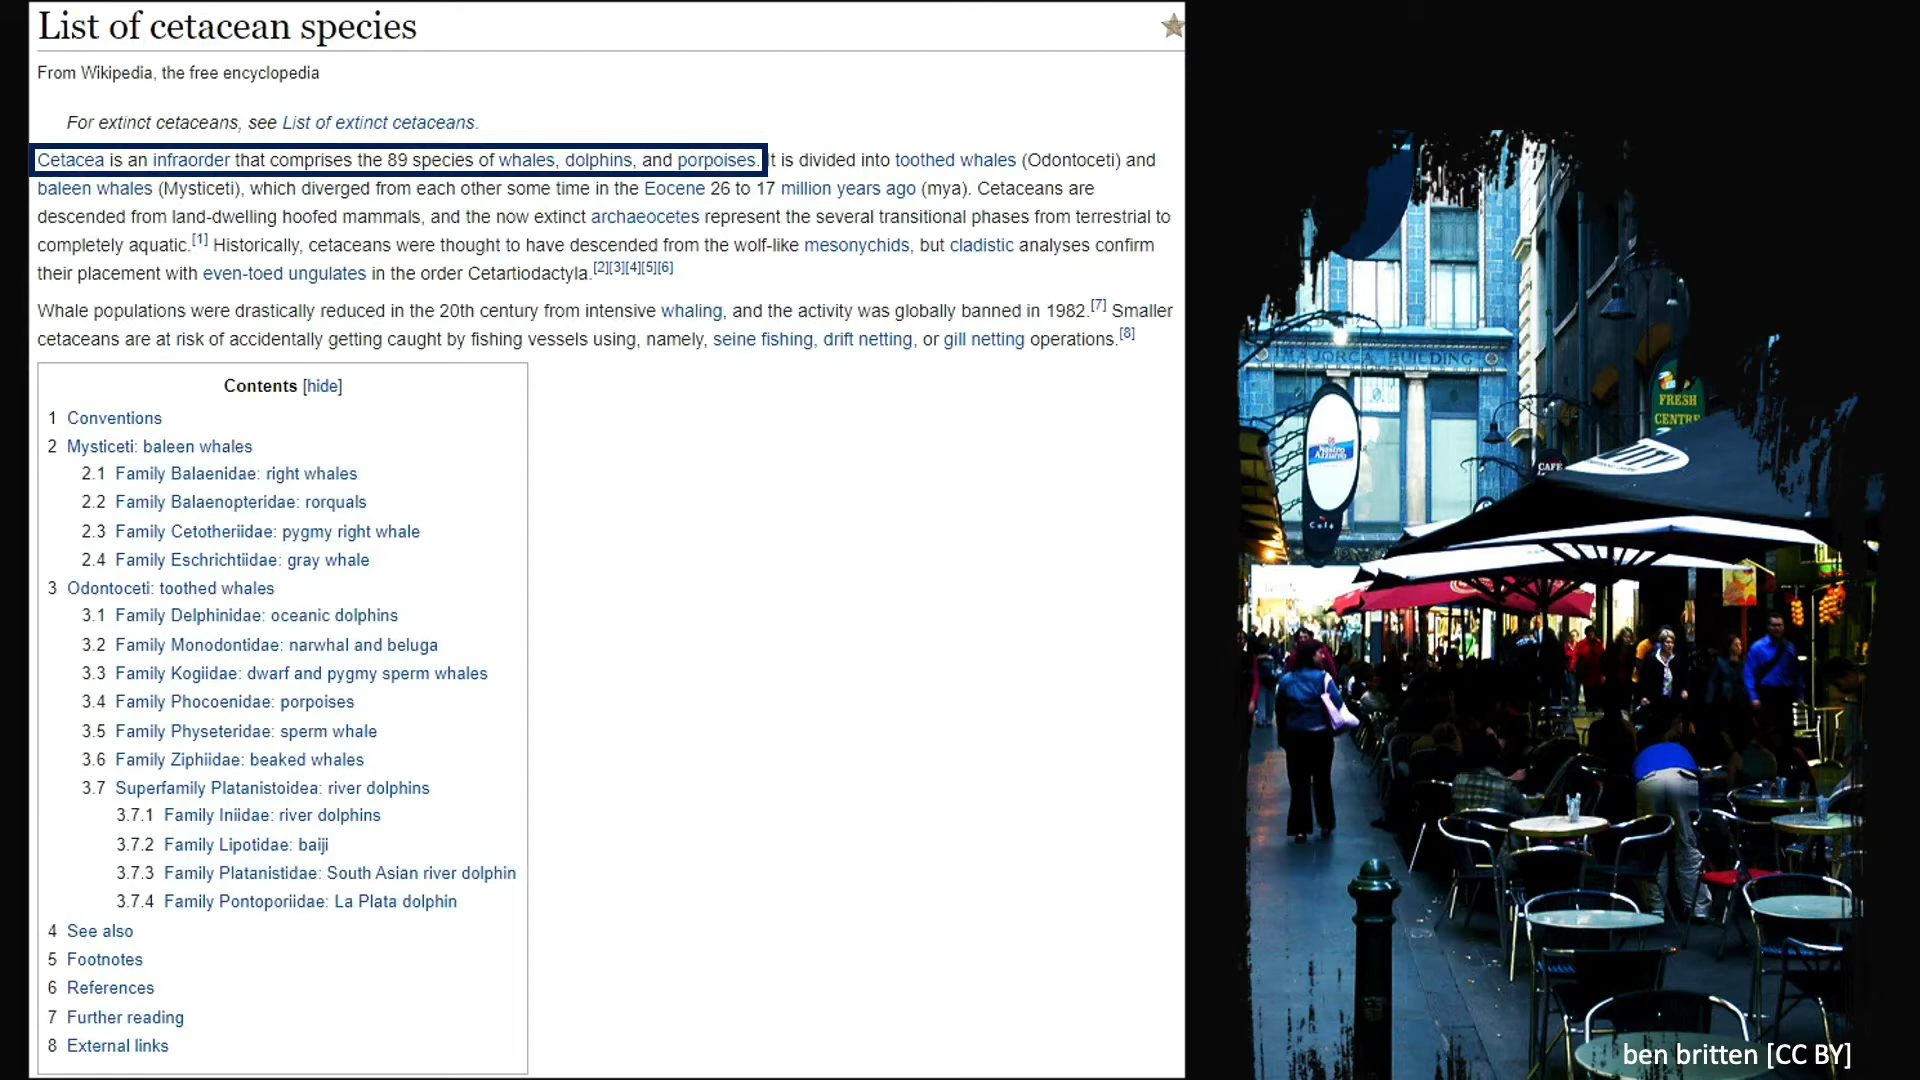 List of cetacean species
From Wikipedia, the free encyclopedia
For extinct cetaceans, see List of extinct cetaceans.
Cetacea is an infraorder that comprises the 89 species of whales, dolphins, and porpoises. It is divided into toothed whales (Odontoceti) and
baleen whales (Mysticeti), which diverged from each other some time in the Eocene 26 to 17 million years ago (mya). Cetaceans are
descended from land-dwelling hoofed mammals, and the now extinct archaeocetes represent the several transitional phases from terrestrial to
completely aquatic.[1] Historically, cetaceans were thought to have descended from the wolf-like mesonychids, but cladistic analyses confirm
their placement with even-toed ungulates in the order Cetartiodactyla.[2][3][4][5][6]
Whale populations were drastically reduced in the 20th century from intensive whaling, and the activity was globally banned in 1982.[7] Smaller
cetaceans are at risk of accidentally getting caught by fishing vessels using, namely, seine fishing, drift netting, or gill netting operations.[8]
Contents [hide]
1 Conventions
2 Mysticeti: baleen whales
2.1 Family Balaenidae: right whales
2.2 Family Balaenopteridae: rorquals
2.3 Family Cetotheriidae: pygmy right whale
2.4 Family Eschrichtiidae: gray whale
3 Odontoceti: toothed whales
3.1 Family Delphinidae: oceanic dolphins
3.2 Family Monodontidae: narwhal and beluga
3.3 Family Kogiidae: dwarf and pygmy sperm whales
3.4 Family Phocoenidae: porpoises
3.5 Family Physeteridae: sperm whale
3.6 Family Ziphiidae: beaked whales
3.7 Superfamily Platanistoidea: river dolphins
3.7.1 Family Iniidae: river dolphins
3.7.2 Family Lipotidae: baiji
3.7.3 Family Platanistidae: South Asian river dolphin
3.7.4 Family Pontoporiidae: La Plata dolphin
4 See also
5 Footnotes
6 References
7 Further reading
8 External links
MAJORCA BUILDING
FRESH
CENTRE
Nastro
Azzurro
CAFE
Cafe
ben britten [CC BY]